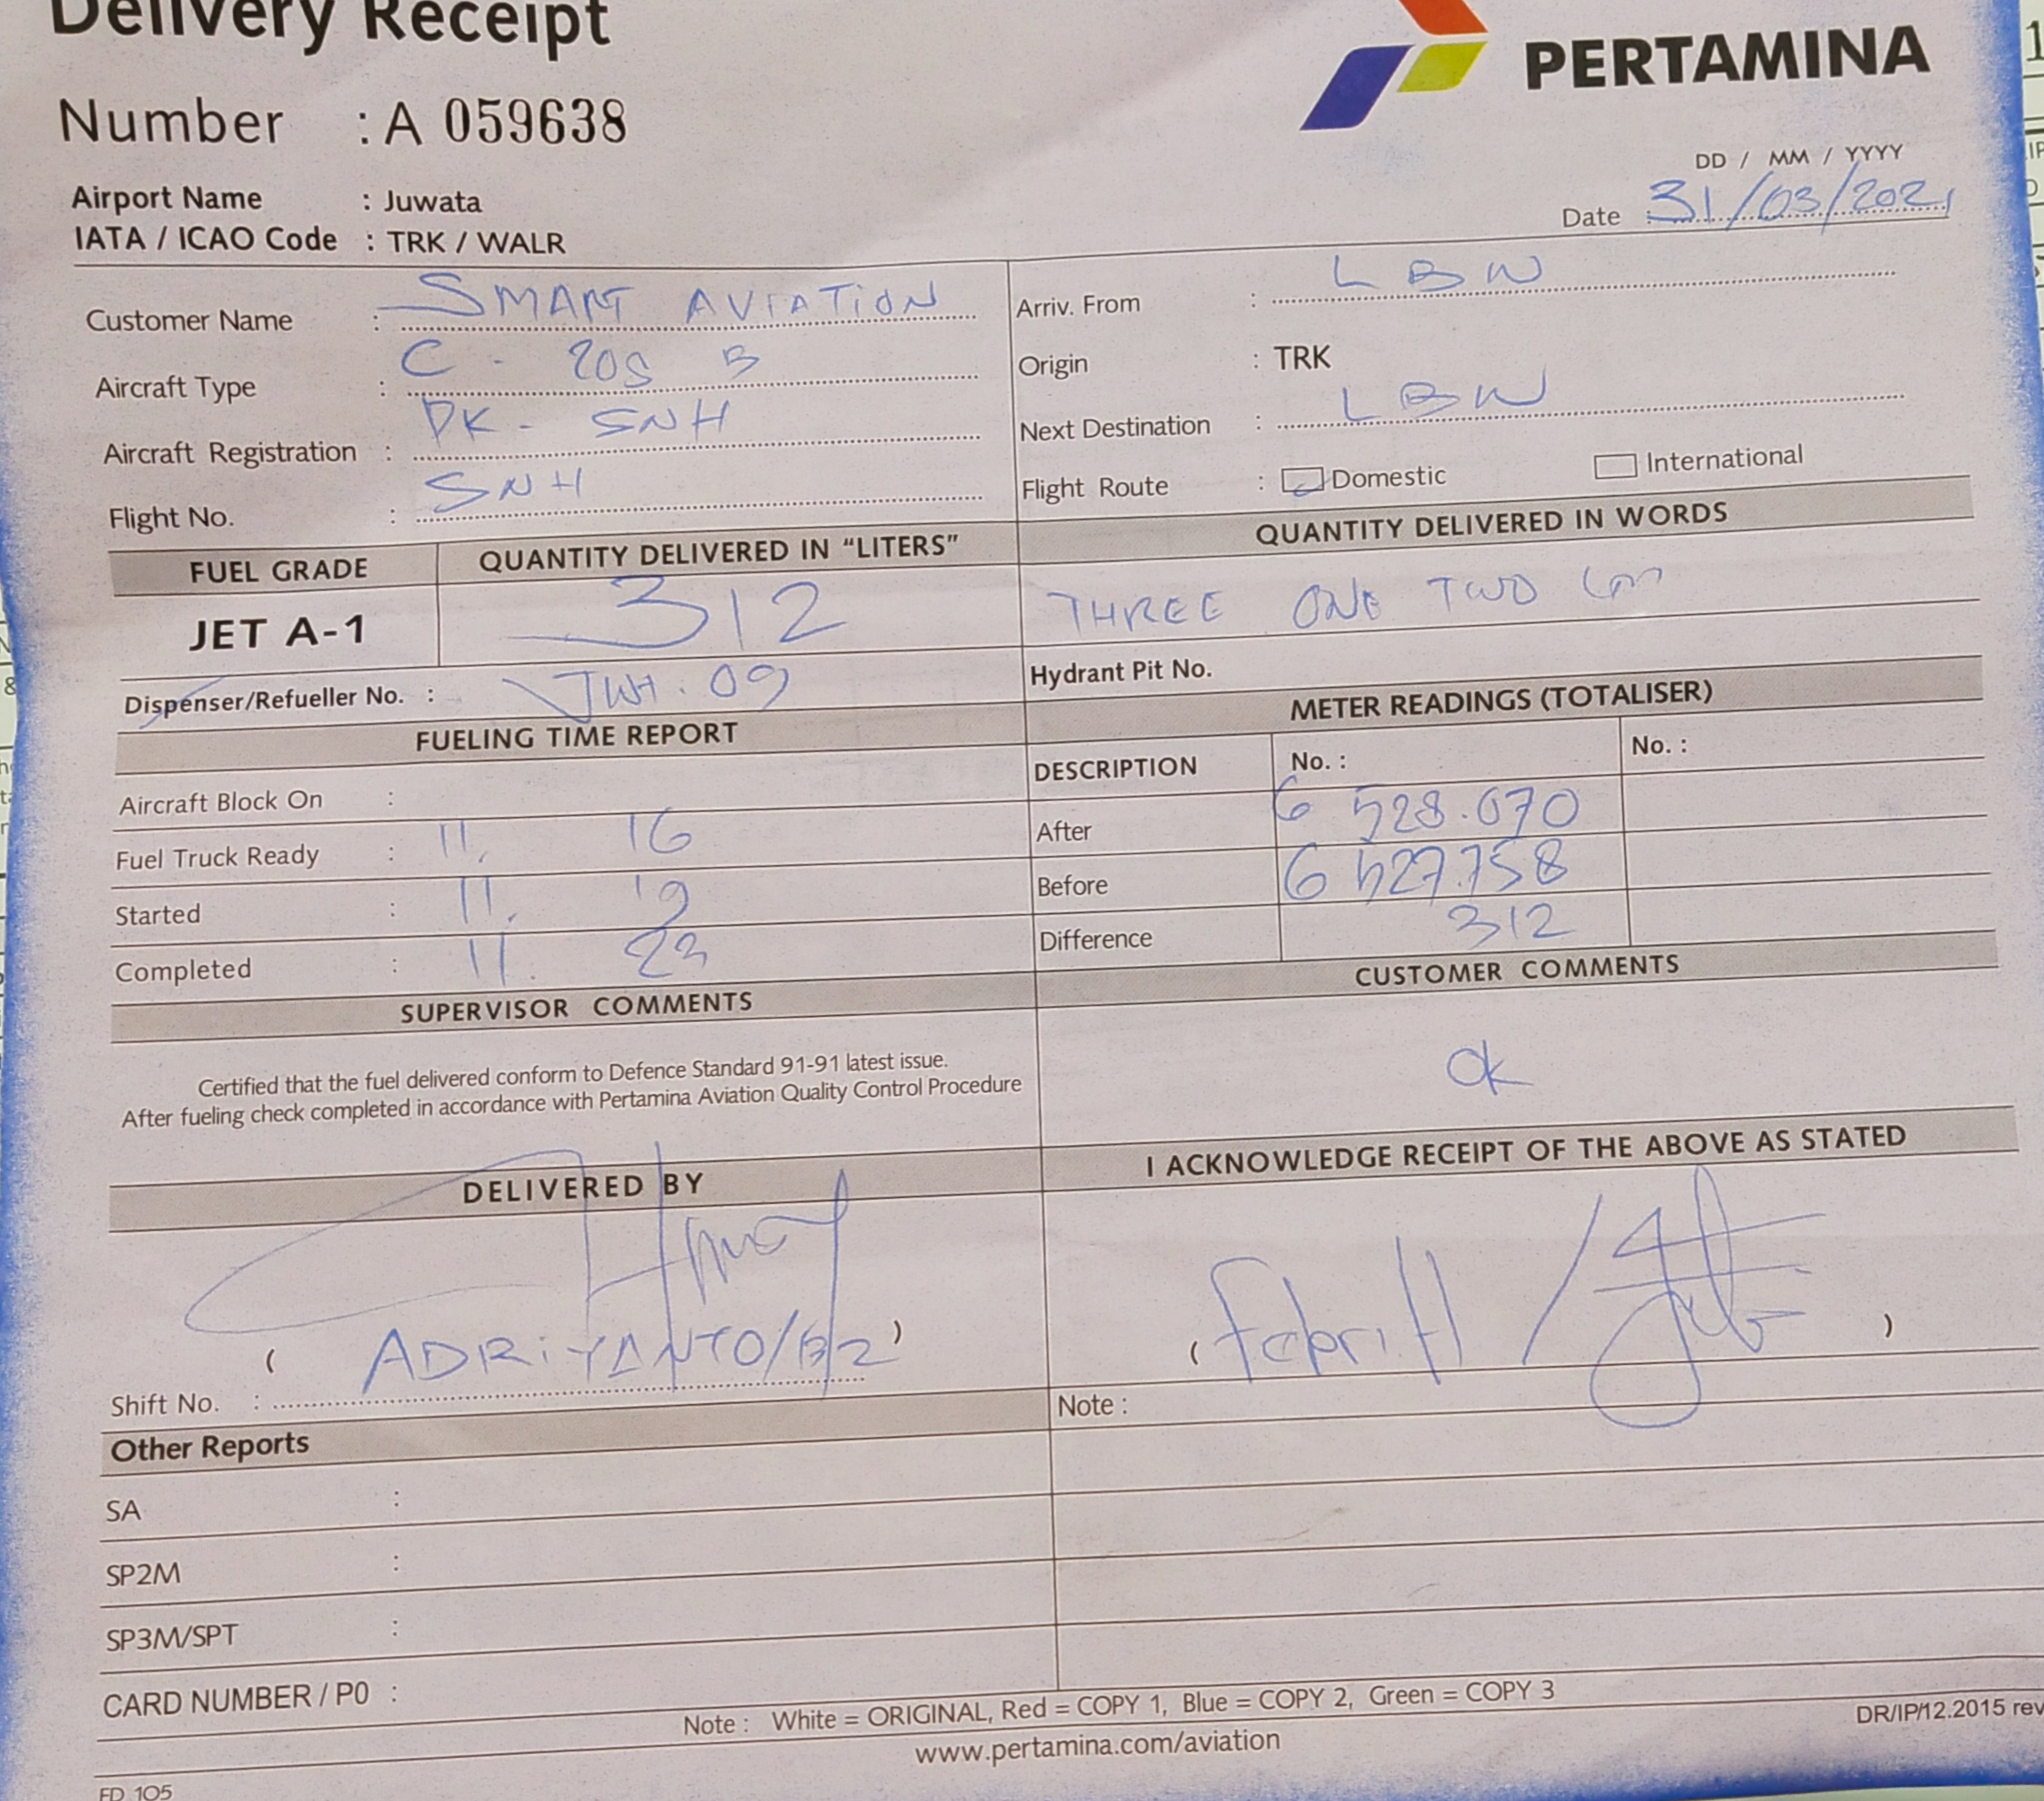 Delivery Receipt
PERTAMINA
Number : A 059638
DD / MM / YYYY
Airport Name : Juwata
Date : 31/03/2021
IATA / ICAO Code : TRK / WALR
Customer Name : SMART AVIATION
Arriv. From : LBW
Aircraft Type : C - 208 B
Origin : TRK
Aircraft Registration : PK - SNH
Next Destination : LBW
Flight No. : SNH
Flight Route : Domestic International
FUEL GRADE QUANTITY DELIVERED IN “LITERS” QUANTITY DELIVERED IN WORDS
JET A-1 312 THREE ONE TWO
Dispenser/Refueller No. : JWT. 09
Hydrant Pit No.
FUELING TIME REPORT
METER READINGS (TOTALISER)
DESCRIPTION No. : No. :
Aircraft Block On :
After 6 528.070
Fuel Truck Ready : 11. 16
Before 6 527.758
Started : 11. 19
Difference 312
Completed : 11. 23
SUPERVISOR COMMENTS
CUSTOMER COMMENTS
Certified that the fuel delivered conform to Defence Standard 91-91 latest issue.
After fueling check completed in accordance with Pertamina Aviation Quality Control Procedure
ok
DELIVERED BY
I ACKNOWLEDGE RECEIPT OF THE ABOVE AS STATED
( ADRiYANTO/B2 )
( )
Shift No. :
Note :
Other Reports
SA :
SP2M :
SP3M/SPT :
CARD NUMBER / P0 :
Note : White = ORIGINAL, Red = COPY 1, Blue = COPY 2, Green = COPY 3
DR/IP/12.2015 rev
www.pertamina.com/aviation
FD 105